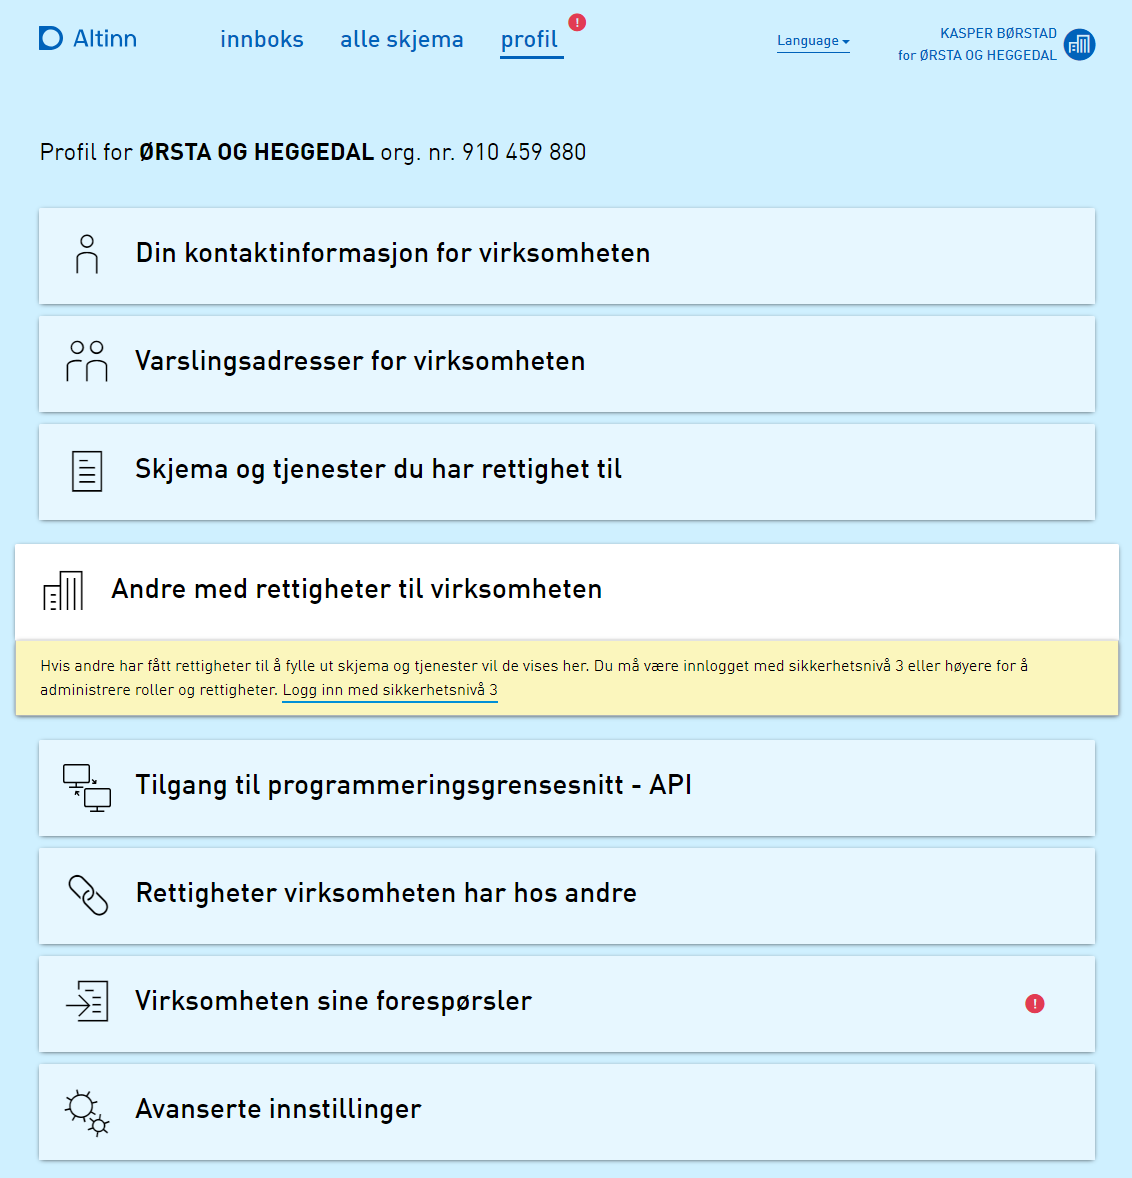 Altinn
innboks
alle skjema
profil
!
Language
KASPER BØRSTAD
for ØRSTA OG HEGGEDAL
Profil for ØRSTA OG HEGGEDAL org. nr. 910 459 880
Din kontaktinformasjon for virksomheten
Varslingsadresser for virksomheten
Skjema og tjenester du har rettighet til
Andre med rettigheter til virksomheten
Hvis andre har fått rettigheter til å fylle ut skjema og tjenester vil de vises her. Du må være innlogget med sikkerhetsnivå 3 eller høyere for å
administrere roller og rettigheter. Logg inn med sikkerhetsnivå 3
Tilgang til programmeringsgrensesnitt - API
Rettigheter virksomheten har hos andre
Virksomheten sine forespørsler
!
Avanserte innstillinger